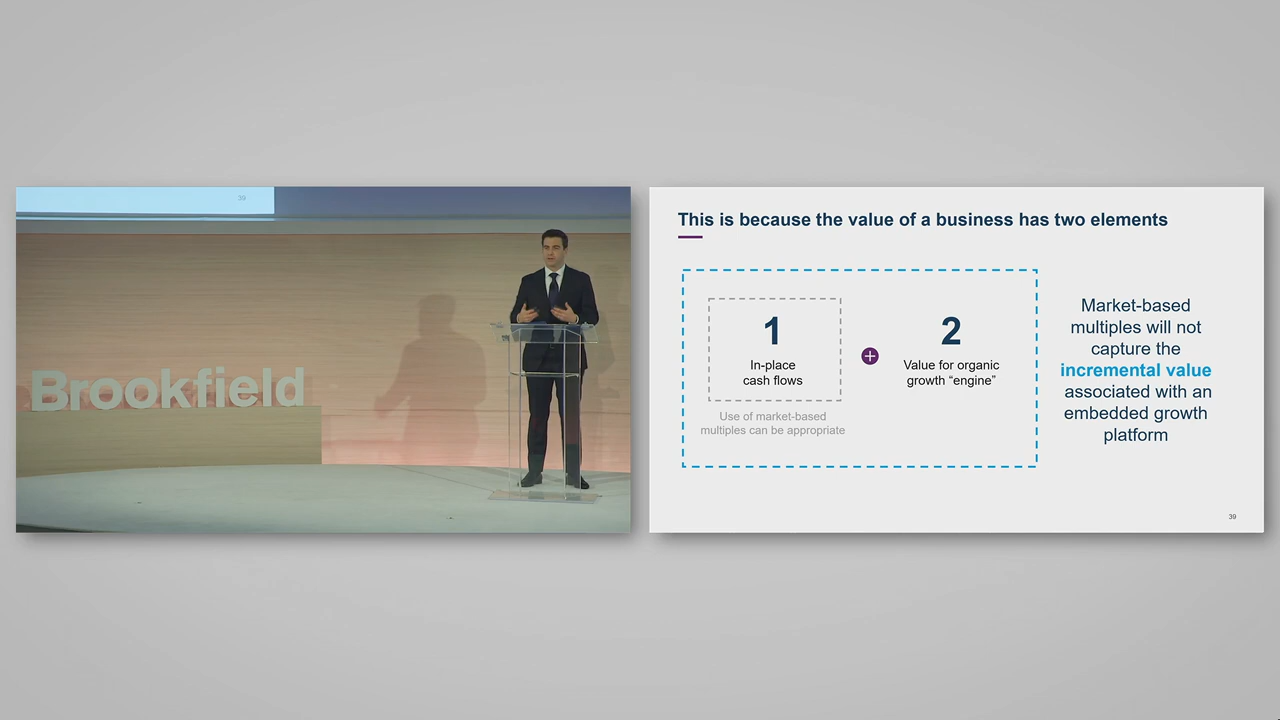 39
Brookfield
This is because the value of a business has two elements
1
In-place
cash flows
Use of market-based
multiples can be appropriate
+
2
Value for organic
growth “engine”
Market-based
multiples will not
capture the
incremental value
associated with an
embedded growth
platform
39